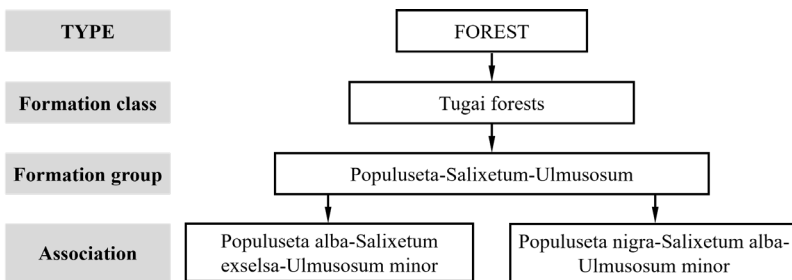 TYPE
FOREST
Formation class
Tugai forests
Formation group
Populuseta-Salixetum-Ulmusosum
Association
Populuseta alba-Salixetum
exselsa-Ulmusosum minor
Populuseta nigra-Salixetum alba-
Ulmusosum minor